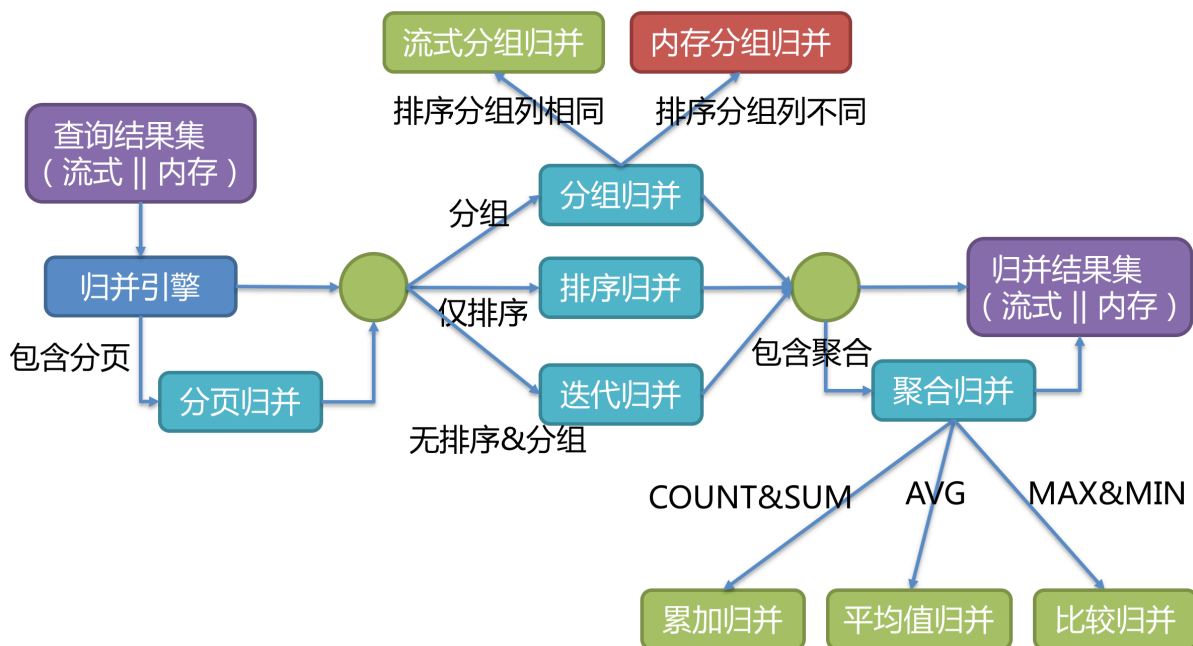 流式分组归并
内存分组归并
排序分组列相同
排序分组列不同
查询结果集
（流式 || 内存）
分组归并
分组
归并引擎
排序归并
仅排序
归并结果集
（流式 || 内存）
包含分页
包含聚合
分页归并
迭代归并
聚合归并
无排序&分组
COUNT&SUM
AVG
MAX&MIN
累加归并
平均值归并
比较归并